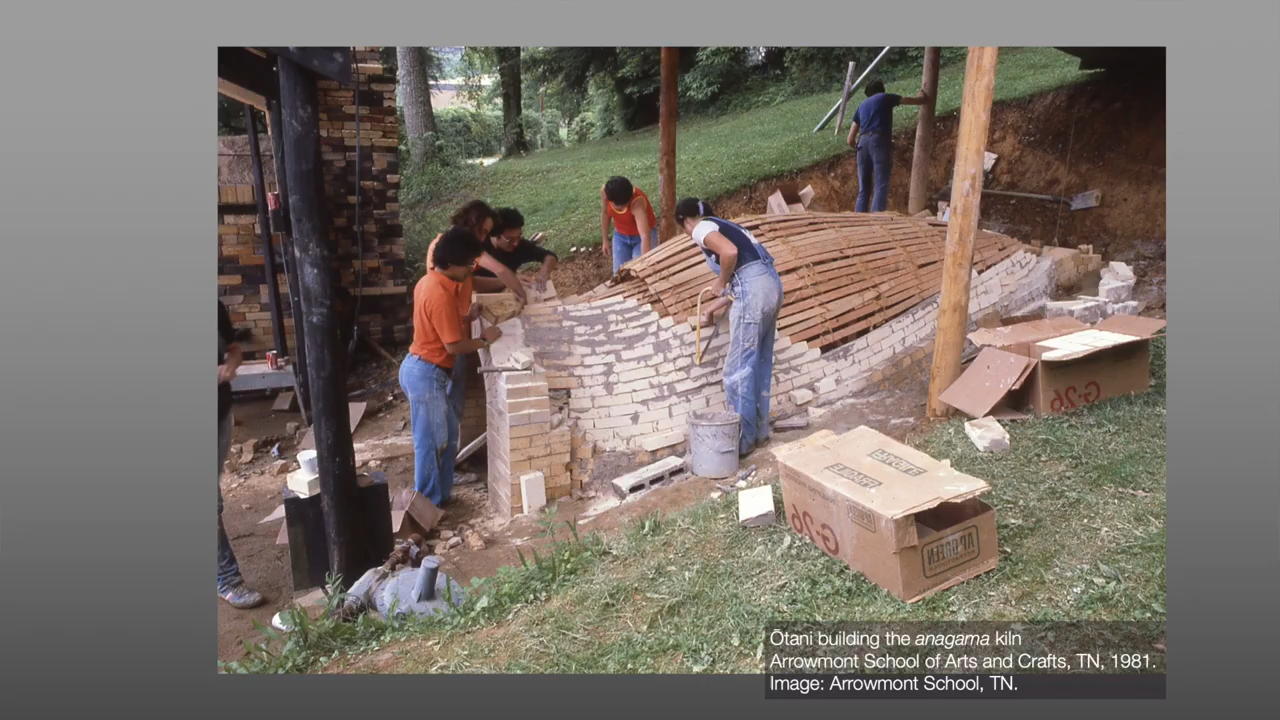 G-26
G-26
A.P. GREEN
Ōtani building the anagama kiln
Arrowmont School of Arts and Crafts, TN, 1981.
Image: Arrowmont School, TN.